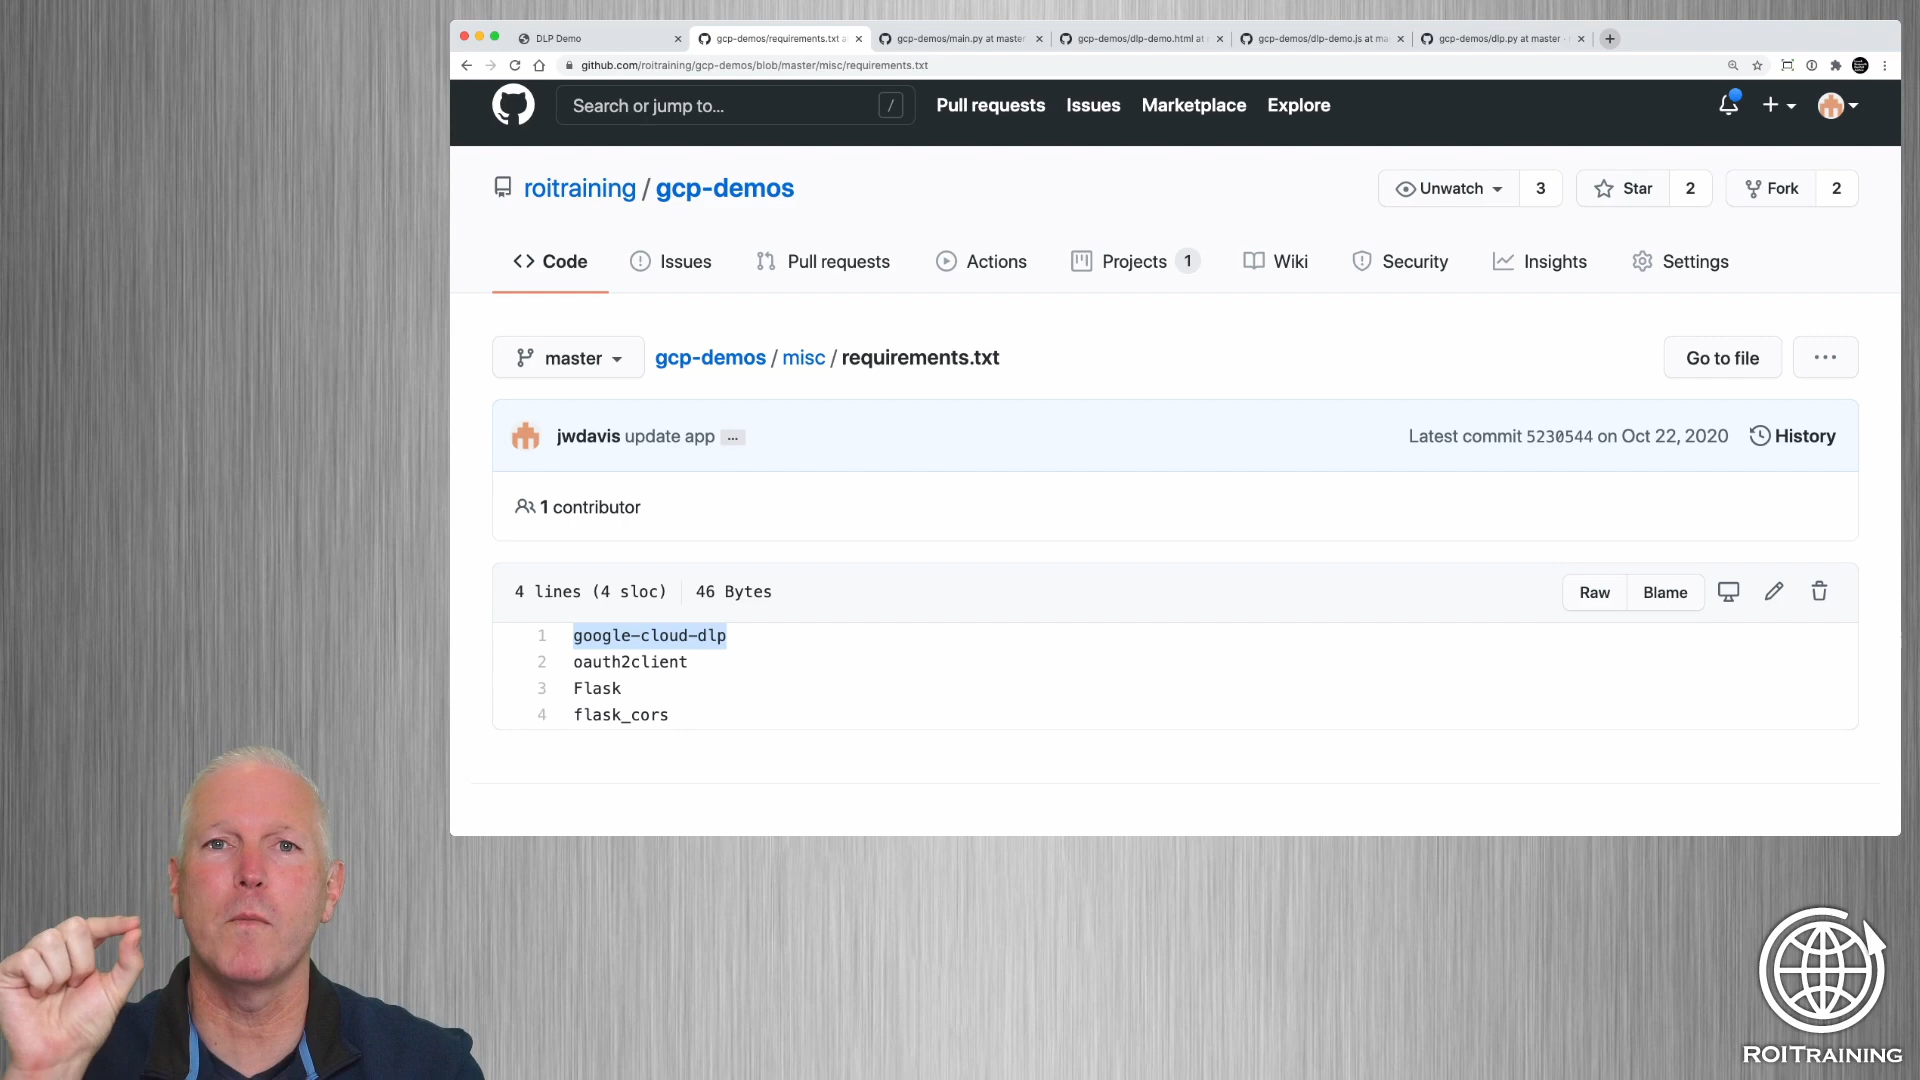 DLP Demo
gcp-demos/requirements.txt a
gcp-demos/main.py at master
gcp-demos/dlp-demo.html at
gcp-demos/dlp-demo.js at ma
gcp-demos/dlp.py at master ·
github.com/roitraining/gcp-demos/blob/master/misc/requirements.txt
Search or jump to... /
Pull requests Issues Marketplace Explore
roitraining / gcp-demos
Unwatch 3 Star 2 Fork 2
Code Issues Pull requests Actions Projects 1 Wiki Security Insights Settings
master gcp-demos / misc / requirements.txt Go to file ...
jwdavis update app ... Latest commit 5230544 on Oct 22, 2020 History
1 contributor
4 lines (4 sloc) 46 Bytes Raw Blame
1 google-cloud-dlp
2 oauth2client
3 Flask
4 flask_cors
ROITRAINING